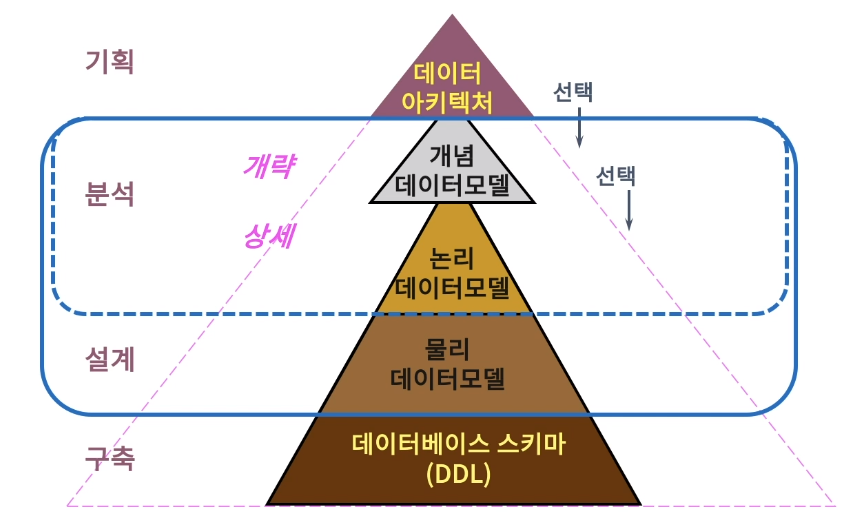 기획
데이터
아키텍처
선택
개략
개념
데이터모델
선택
분석
상세
논리
데이터모델
설계
물리
데이터모델
구축
데이터베이스 스키마
(DDL)